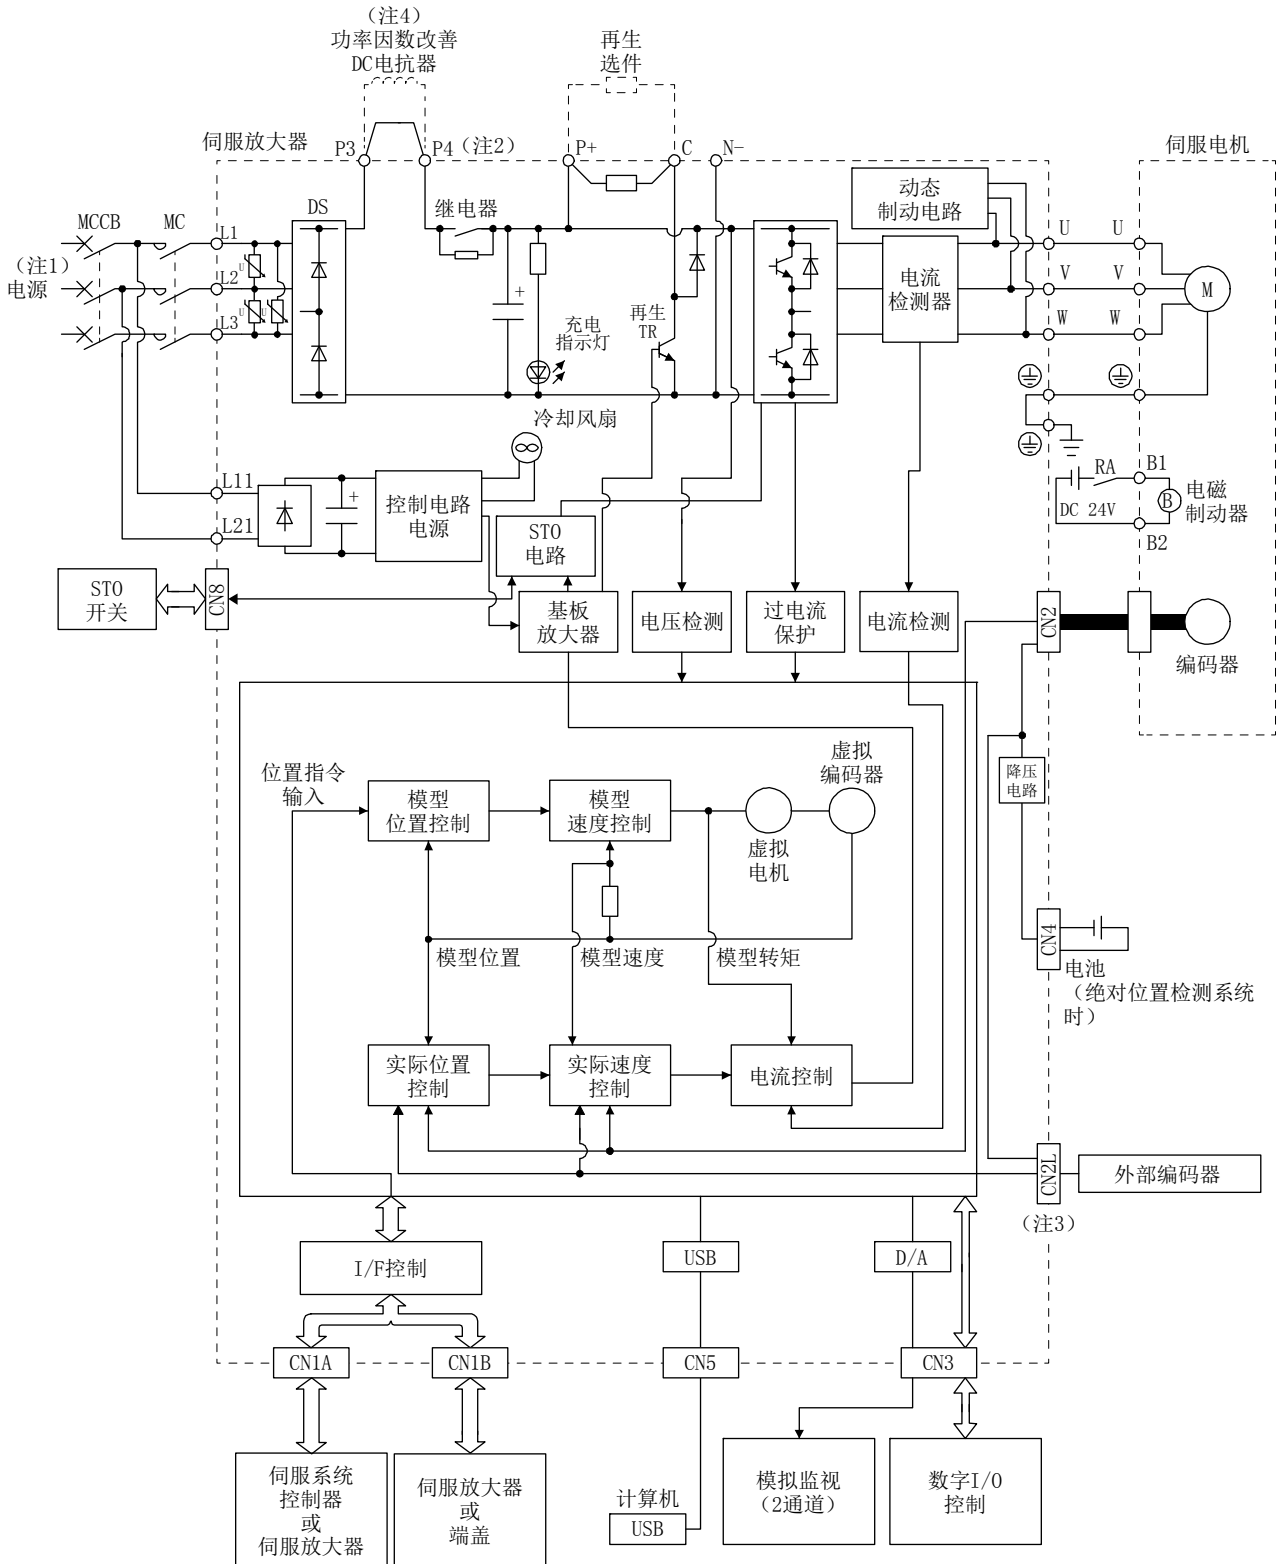 （注4）
功率因数改善
DC电抗器
再生
选件
伺服放大器
P3
P4（注2）
P+
C
N-
伺服电机
DS
继电器
动态
制动电路
MCCB
MC
L1
U
U
（注1）
电源
L2
U
+
电流
检测器
V
V
M
L3
U
U
再生
TR
W
W
充电
指示灯
冷却风扇
L11
+
控制电路
电源
RA
B1
DC 24V
B
电磁
制动器
L21
STO
电路
B2
STO
开关
CN8
基板
放大器
电压检测
过电流
保护
电流检测
CN2
编码器
位置指令
输入
模型
位置控制
模型
速度控制
虚拟
编码器
虚拟
电机
降压
电路
模型位置
模型速度
模型转矩
CN4
电池
（绝对位置检测系统
时）
实际位置
控制
实际速度
控制
电流控制
CN2L
外部编码器
（注3）
I/F控制
USB
D/A
CN1A
CN1B
CN5
CN3
伺服系统
控制器
或
伺服放大器
伺服放大器
或
端盖
计算机
USB
模拟监视
（2通道）
数字I/O
控制